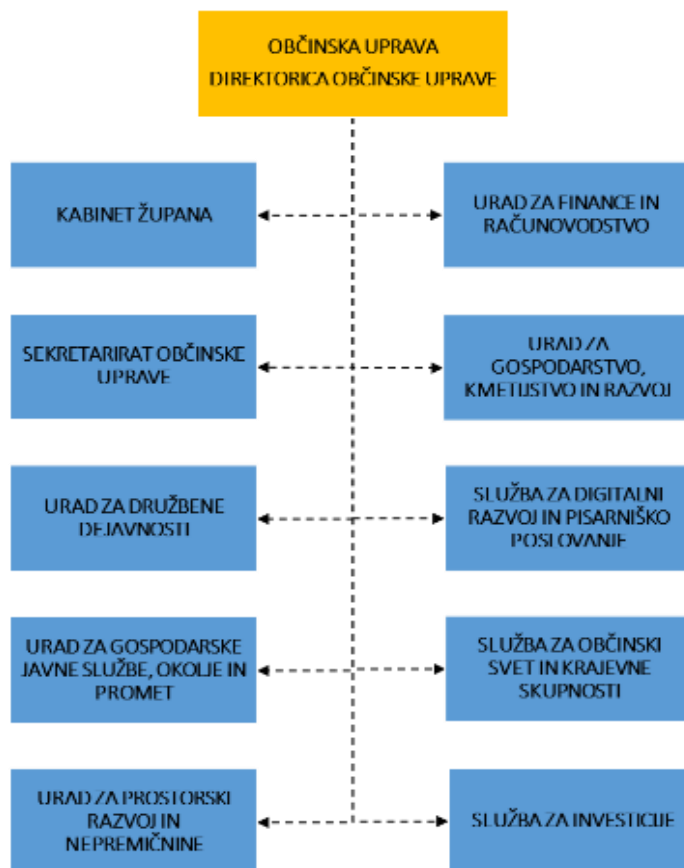 OBČINSKA UPRAVA
DIREKTORICA OBČINSKE UPRAVE
KABINET ŽUPANA
URAD ZA FINANCE IN
RAČUNOVODSTVO
SEKRETARIRAT OBČINSKE
UPRAVE
URAD ZA
GOSPODARSTVO,
KMETIJSTVO IN RAZVOJ
URAD ZA DRUŽBENE
DEJAVNOSTI
SLUŽBA ZA DIGITALNI
RAZVOJ IN PISARNIŠKO
POSLOVANJE
URAD ZA GOSPODARSKE
JAVNE SLUŽBE, OKOLJE IN
PROMET
SLUŽBA ZA OBČINSKI
SVET IN KRAJEVNE
SKUPNOSTI
URAD ZA PROSTORSKI
RAZVOJ IN
NEPREMIČNINE
SLUŽBA ZA INVESTICIJE